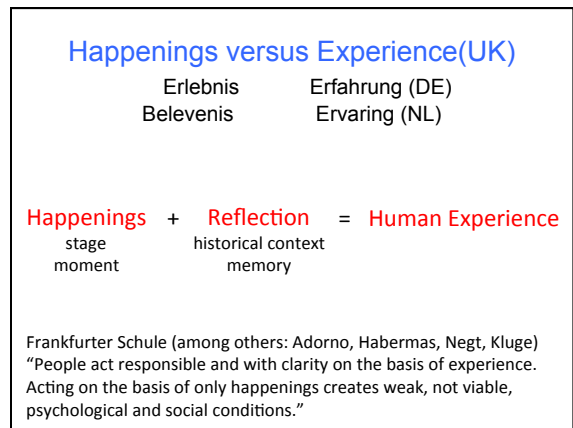 Happenings versus Experience(UK)
Erlebnis Erfahrung (DE)
Belevenis Ervaring (NL)
Happenings + Reflection = Human Experience
stage historical context
moment memory
Frankfurter Schule (among others: Adorno, Habermas, Negt, Kluge)
“People act responsible and with clarity on the basis of experience.
Acting on the basis of only happenings creates weak, not viable,
psychological and social conditions.”